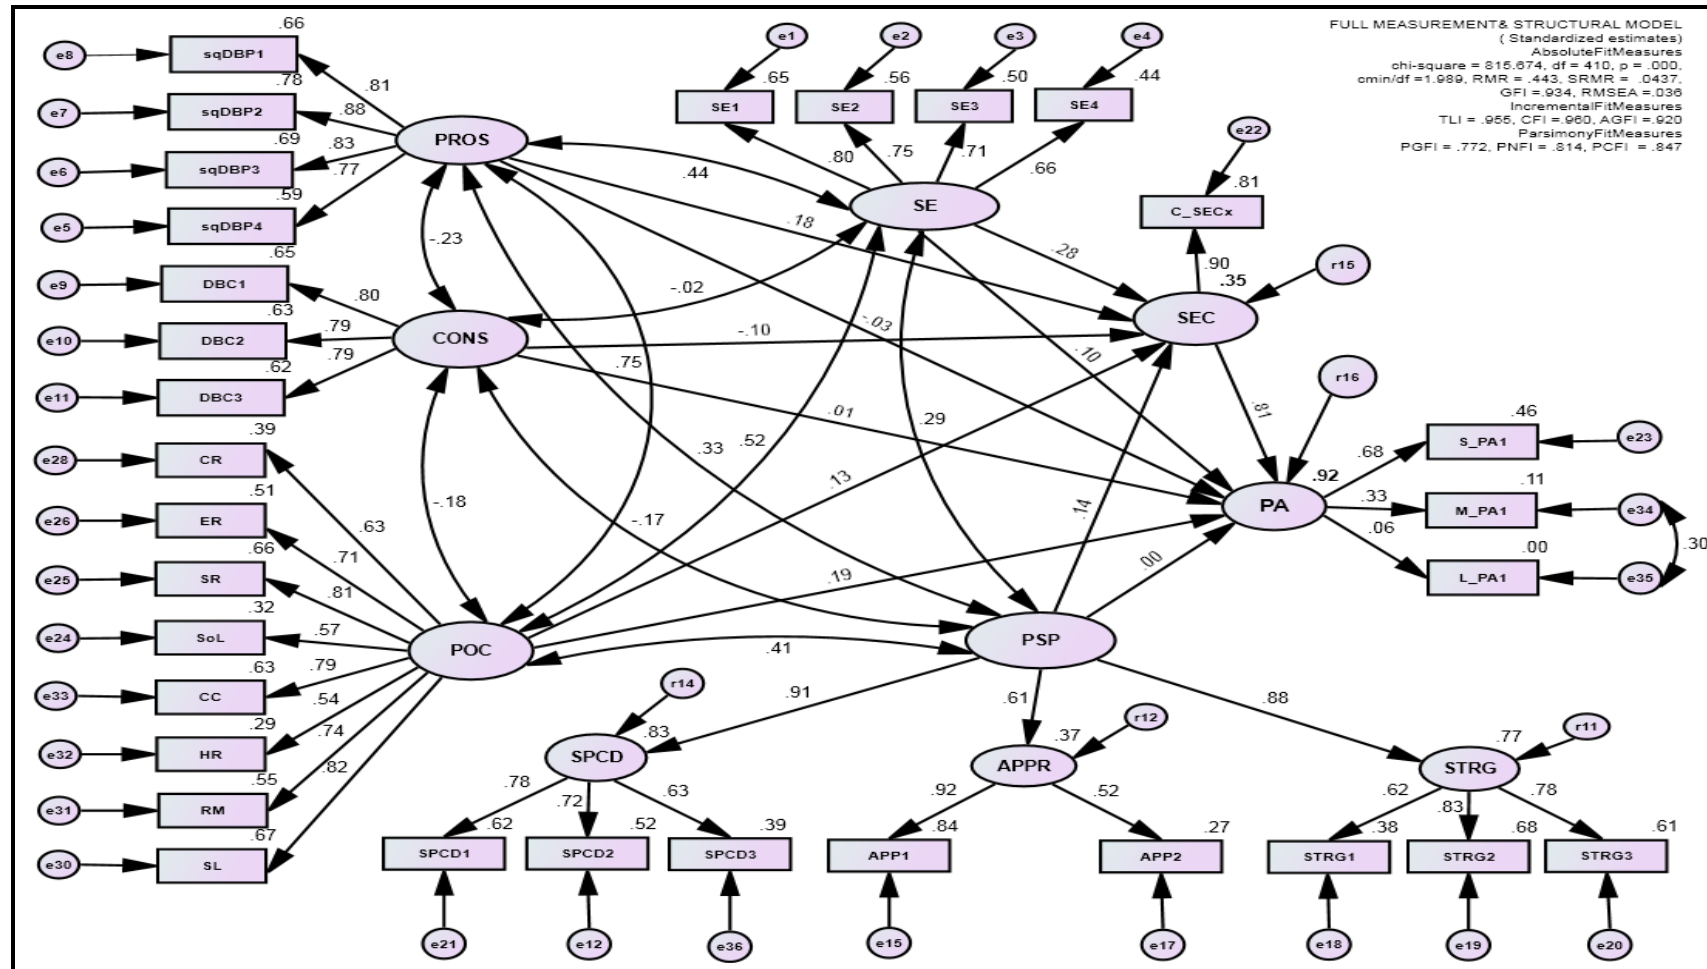 FULL MEASUREMENT& STRUCTURAL MODEL
( Standardized estimates)
AbsoluteFitMeasures
chi-square = 815.674, df = 410, p = .000,
cmin/df =1.989, RMR = .443, SRMR = .0437,
GFI =.934, RMSEA =.036
IncrementalFitMeasures
TLI = .955, CFI =.960, AGFI =.920
ParsimonyFitMeasures
PGFI = .772, PNFI = .814, PCFI = .847
.66
e8 sqDBP1
.78 .81
e7 sqDBP2 .88
.69 .83
e6 sqDBP3 .77
.59
e5 sqDBP4
PROS
e1 e2 e3 e4
.65 .56 .50 .44
SE1 SE2 SE3 SE4
.80 .75 .71 .66
SE
e22
.81
C_SECx
.90
.35
r15
SEC
.44
.18
.28
-.23
-.02
.65
e9 DBC1 .80
.63
e10 DBC2 .79
.79
.62
e11 DBC3
CONS
-.10
-.03
.10
.75
.01
.29
.33
.52
.13
.81
r16
.39
e28 CR
.51
e26 ER .63
.66 .71
e25 SR .81
.32
e24 SoL .57
.63 .79
e33 CC .54
.29 .74
e32 HR .82
.55
e31 RM
.67
e30 SL
POC
-.18
-.17
.19
.14
.00
.41
PSP
.92
PA
.46
.68 S_PA1 e23
.11
.33 M_PA1 e34
.06 .00 .30
L_PA1 e35
.91
.61
.88
r14
.83
SPCD
.78 .72 .63
.62 .52 .39
SPCD1 SPCD2 SPCD3
e21 e12 e36
r12
.37
APPR
.92 .52
.84 .27
APP1 APP2
e15 e17
r11
.77
STRG
.62 .83 .78
.38 .68 .61
STRG1 STRG2 STRG3
e18 e19 e20